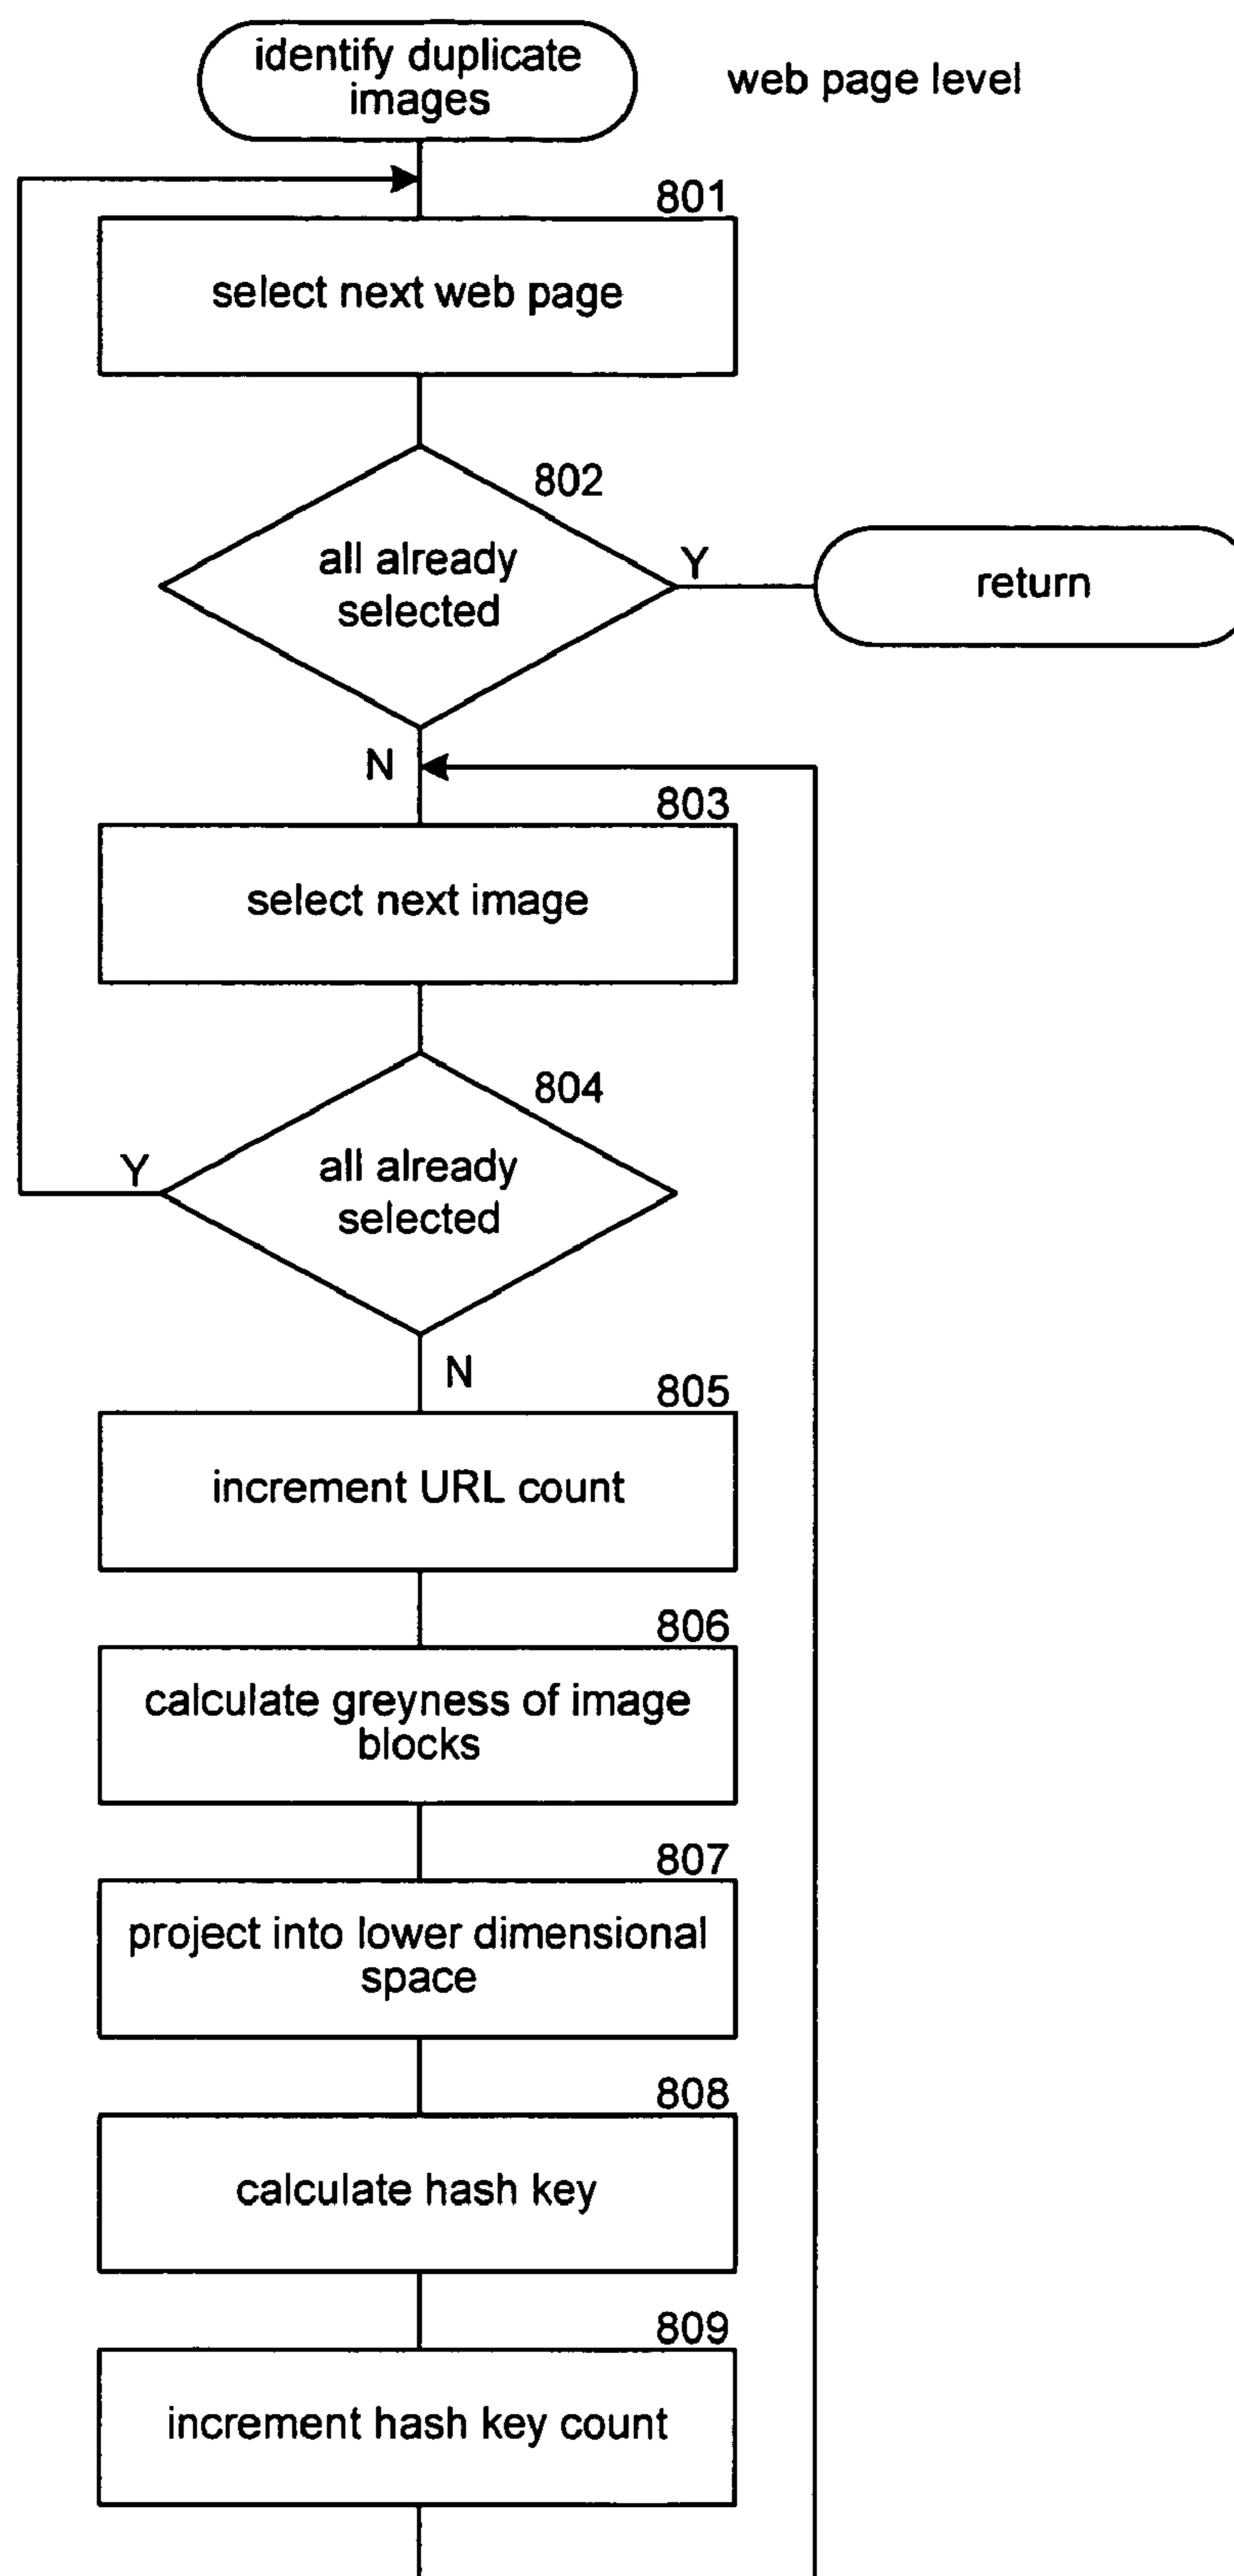 identify duplicate
images
web page level
801
select next web page
802
all already
selected
Y
return
N
803
select next image
804
all already
selected
Y
N
805
increment URL count
806
calculate greyness of image
blocks
807
project into lower dimensional
space
808
calculate hash key
809
increment hash key count